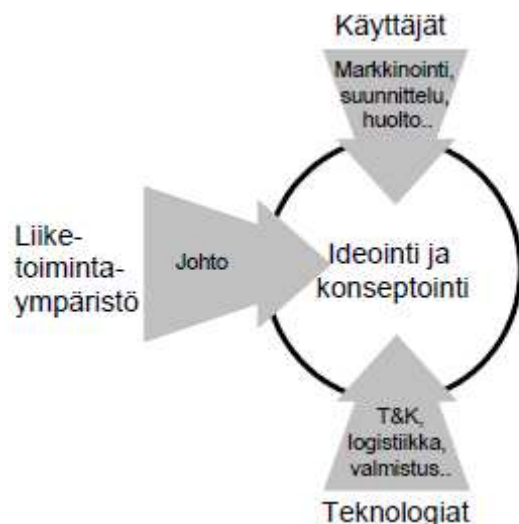 Käyttäjät
Markkinointi,
suunnittelu,
huolto..
Liike-
toiminta-
ympäristö
Johto
Ideointi ja
konseptointi
T&K,
logistiikka,
valmistus..
Teknologiat